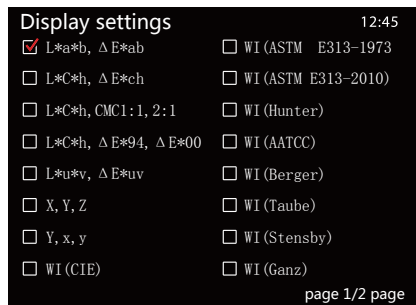 Display settings
12:45
L*a*b, ΔE*ab
L*C*h, ΔE*ch
L*C*h,CMC1:1,2:1
L*C*h, ΔE*94, ΔE*00
L*u*v, ΔE*uv
X,Y,Z
Y,x,y
WI(CIE)
WI(ASTM E313-1973
WI(ASTM E313-2010)
WI(Hunter)
WI(AATCC)
WI(Berger)
WI(Taube)
WI(Stensby)
WI(Ganz)
page 1/2 page